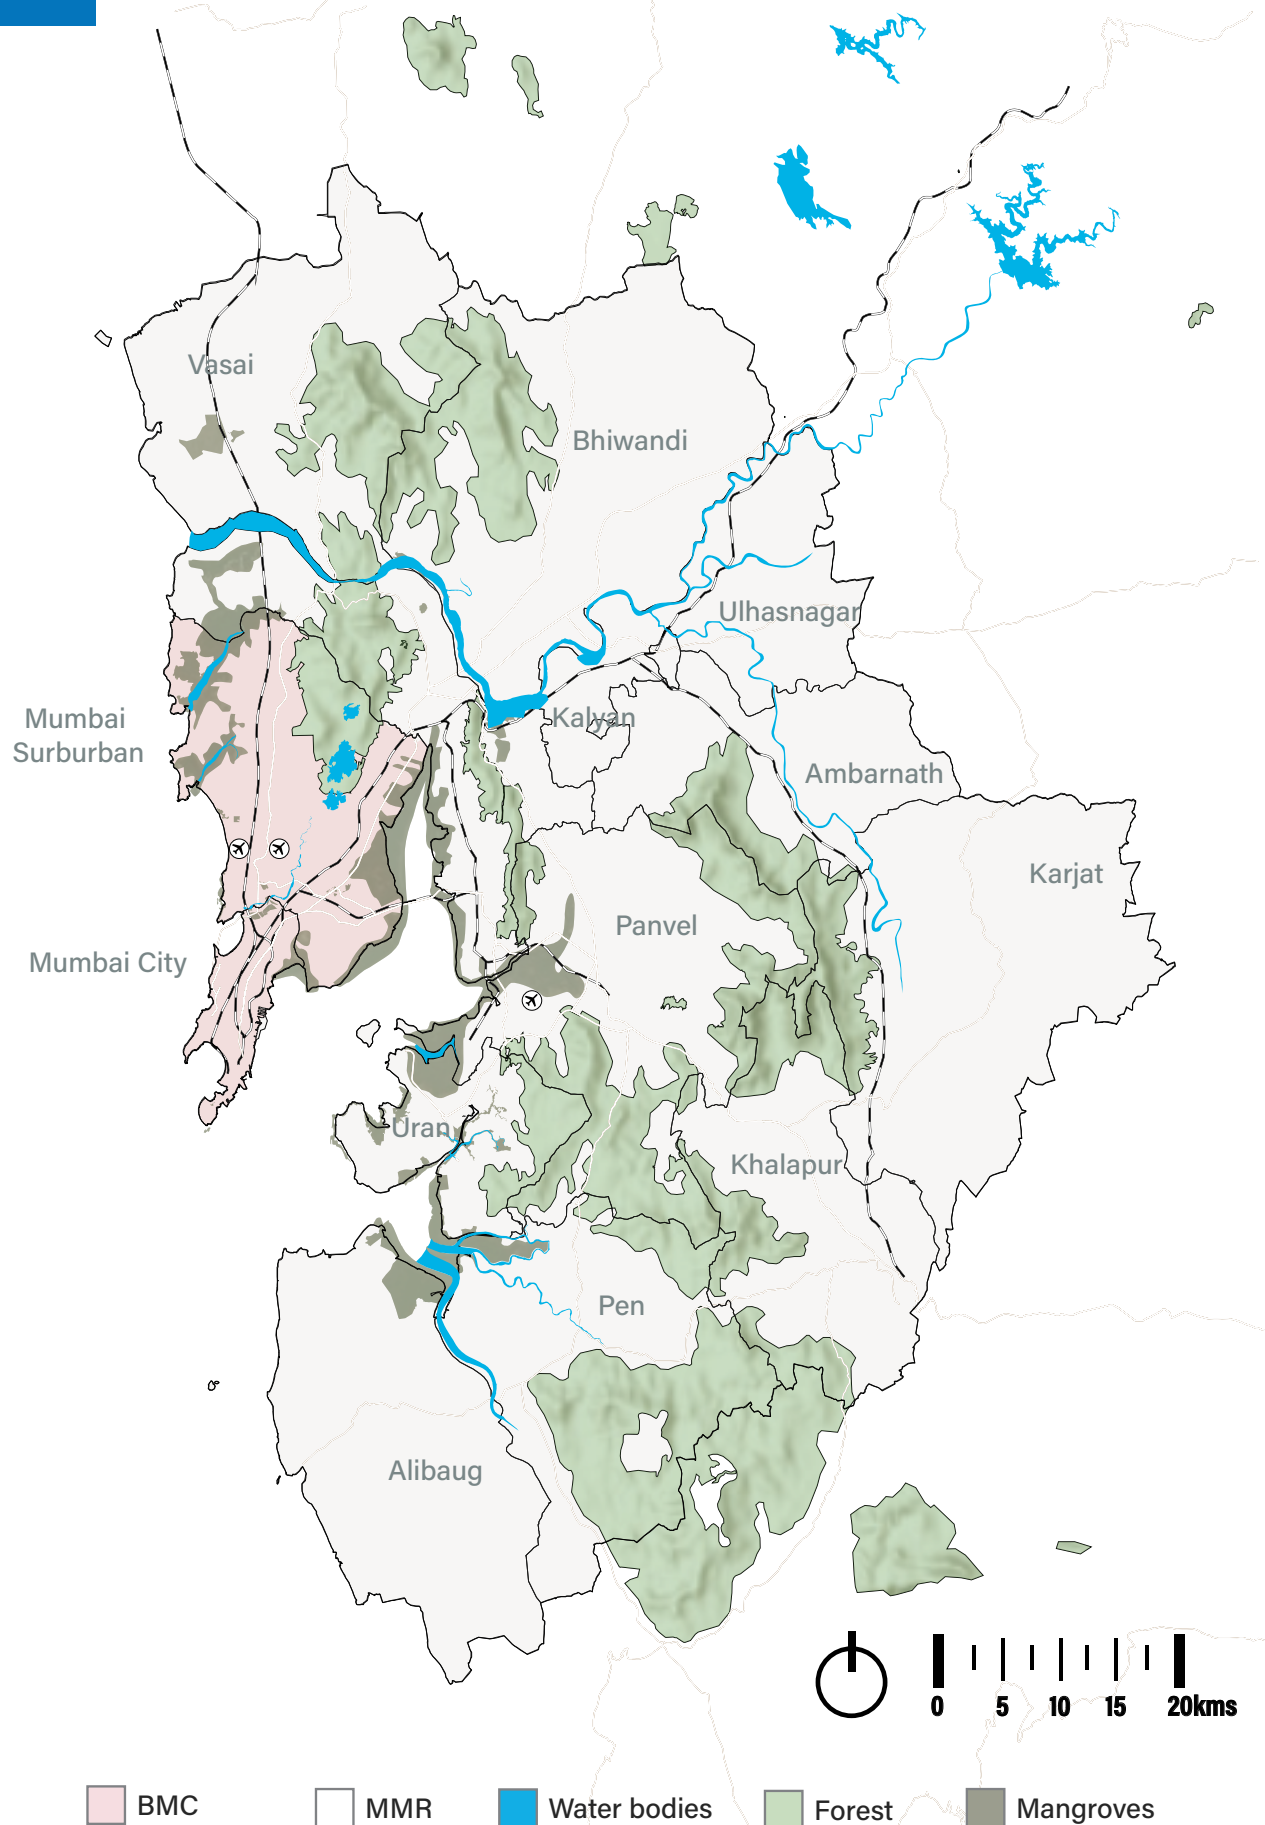 Vasai
Bhiwandi
Ulhasnagar
Mumbai
Surburban
Kalyan
Ambarnath
Karjat
Panvel
Mumbai City
Uran
Khalapur
Pen
Alibaug
0 5 10 15 20kms
BMC MMR Water bodies Forest Mangroves